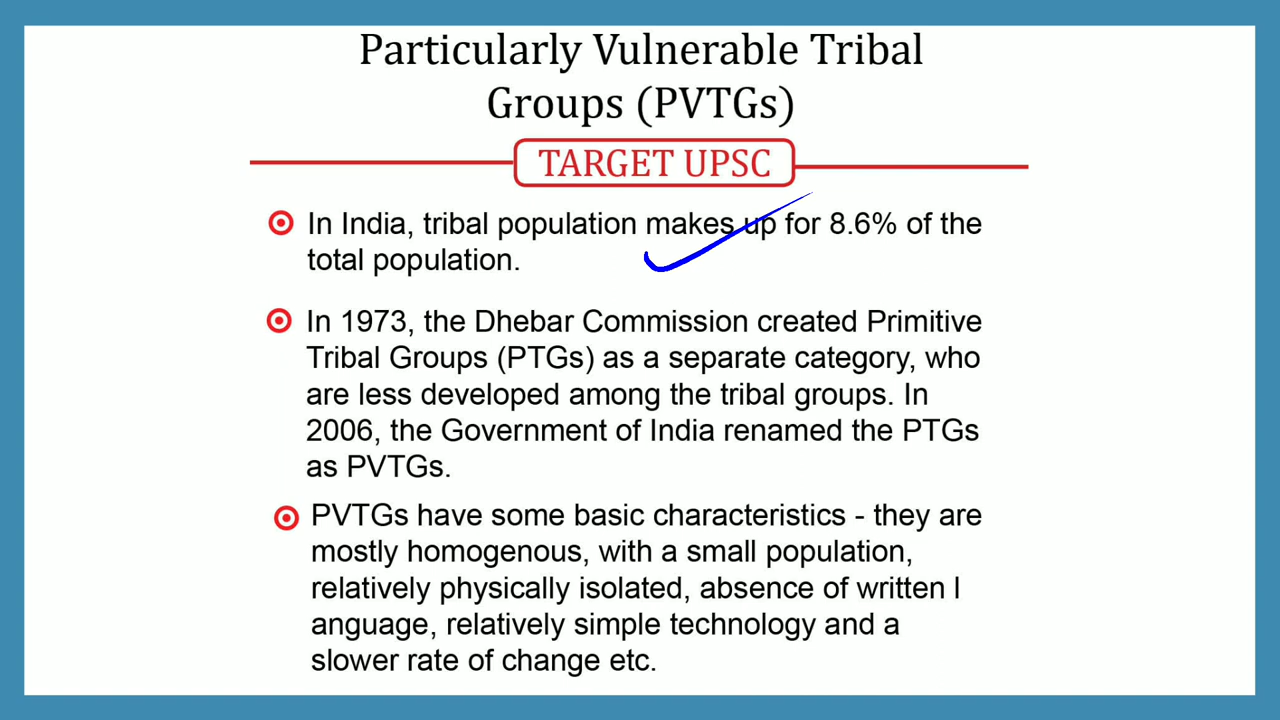 Particularly Vulnerable Tribal
Groups (PVTGs)
TARGET UPSC
In India, tribal population makes up for 8.6% of the
total population.
In 1973, the Dhebar Commission created Primitive
Tribal Groups (PTGs) as a separate category, who
are less developed among the tribal groups. In
2006, the Government of India renamed the PTGs
as PVTGs.
PVTGs have some basic characteristics - they are
mostly homogenous, with a small population,
relatively physically isolated, absence of written l
anguage, relatively simple technology and a
slower rate of change etc.